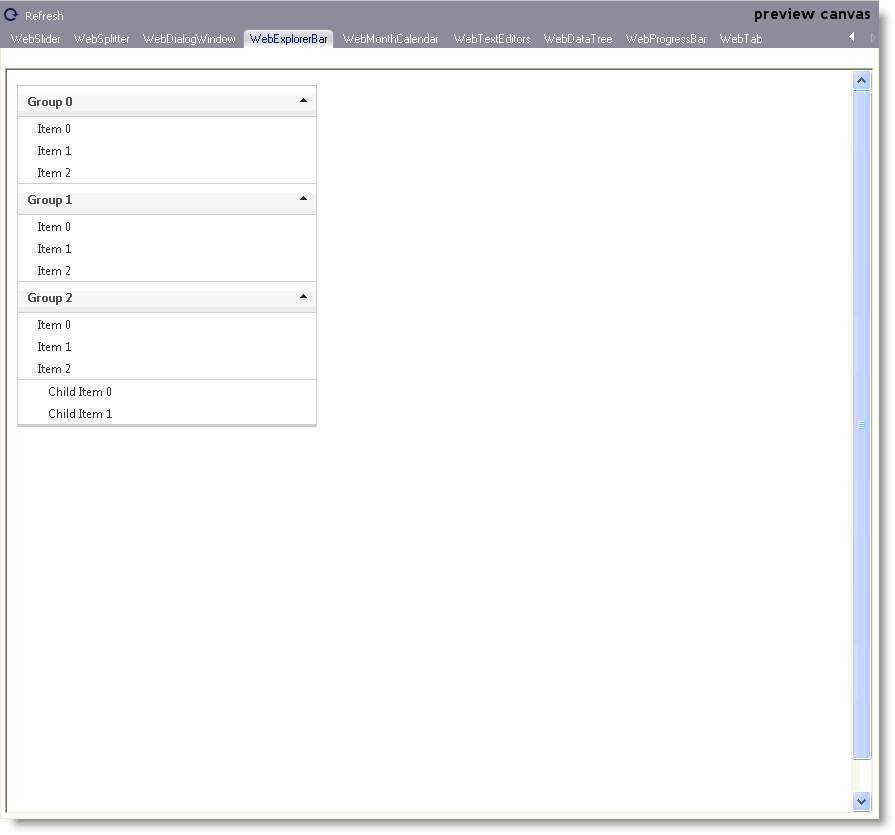 Refresh
preview canvas
WebSlider WebSplitter WebDialogWindow WebExplorerBar WebMonthCalendar WebTextEditors WebDataTree WebProgressBar WebTab
Group 0
Item 0
Item 1
Item 2
Group 1
Item 0
Item 1
Item 2
Group 2
Item 0
Item 1
Item 2
Child Item 0
Child Item 1